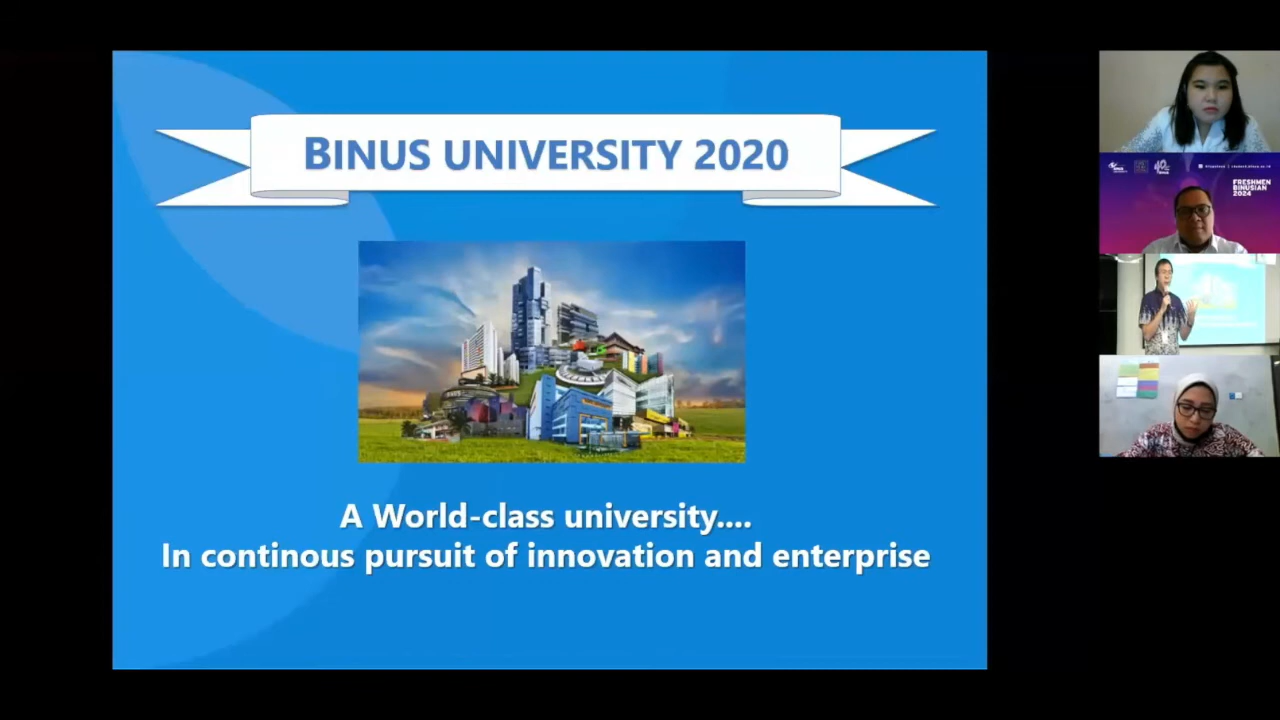 BINUS UNIVERSITY 2020
A World-class university....
In continous pursuit of innovation and enterprise
FRESHMEN
BINUSIAN
2024